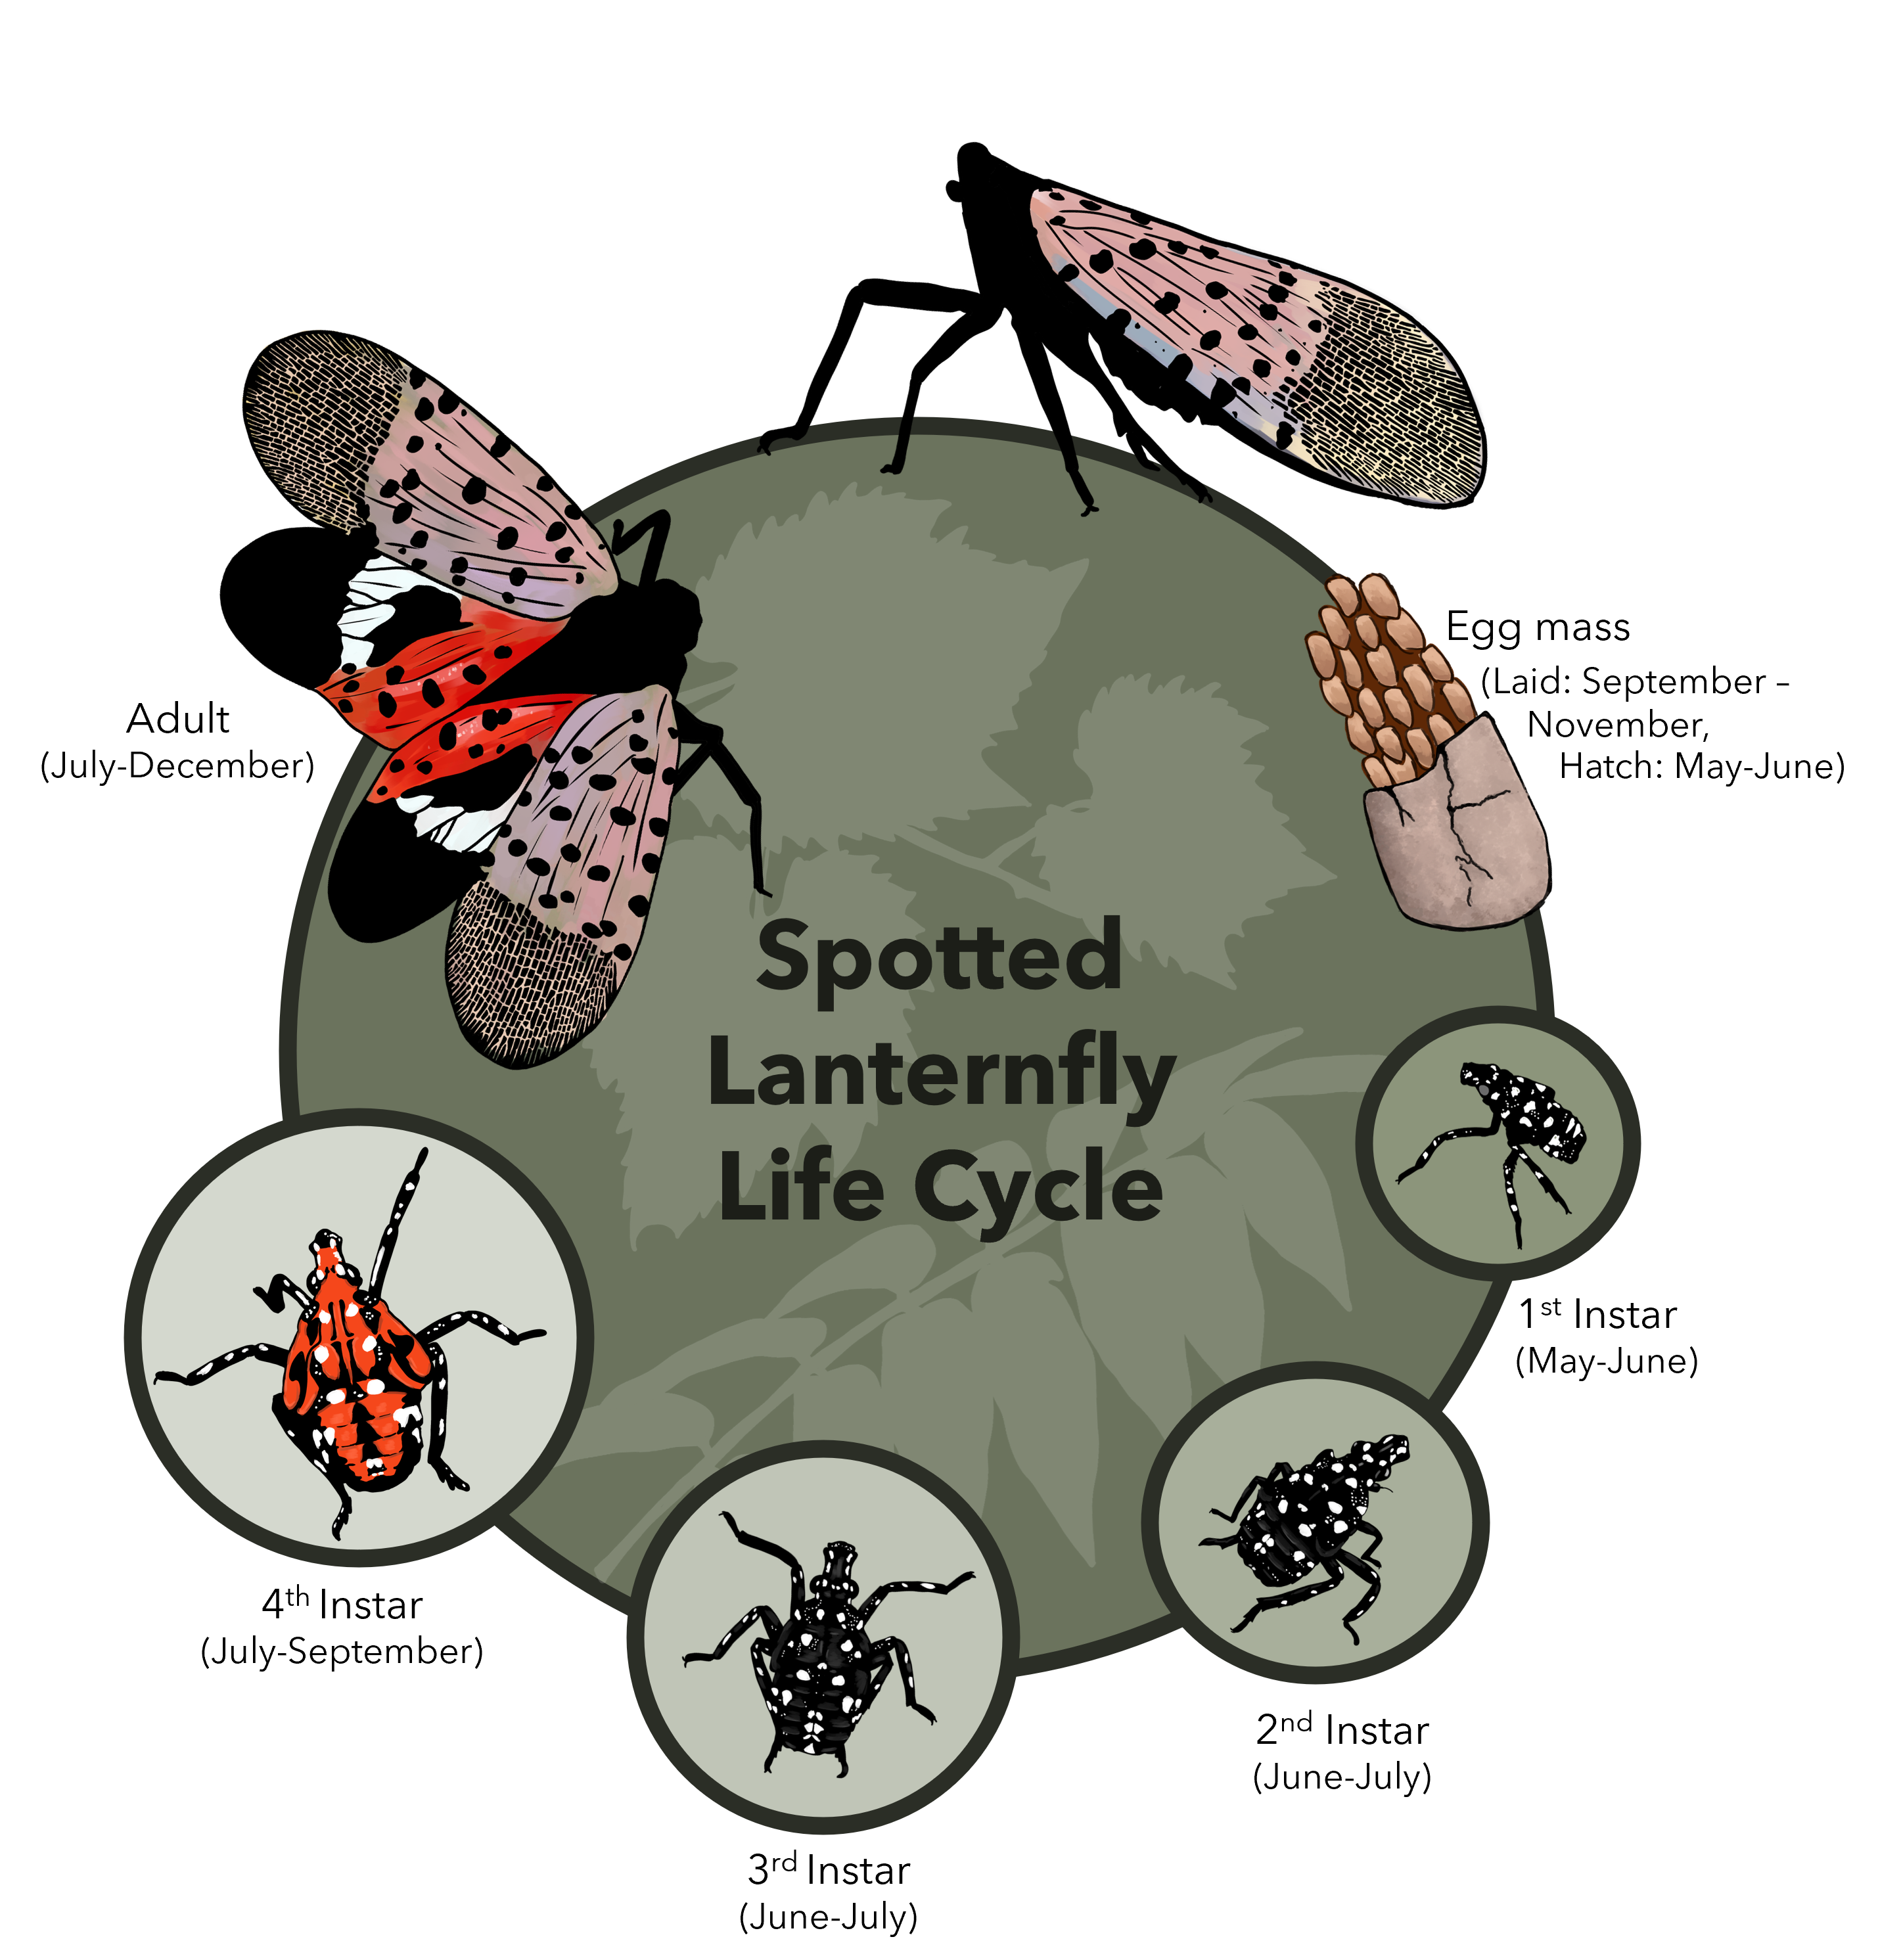 Egg mass
(Laid: September –
November,
Hatch: May-June)
Adult
(July-December)
Spotted
Lanternfly
Life Cycle
1st Instar
(May-June)
4th Instar
(July-September)
2nd Instar
(June-July)
3rd Instar
(June-July)